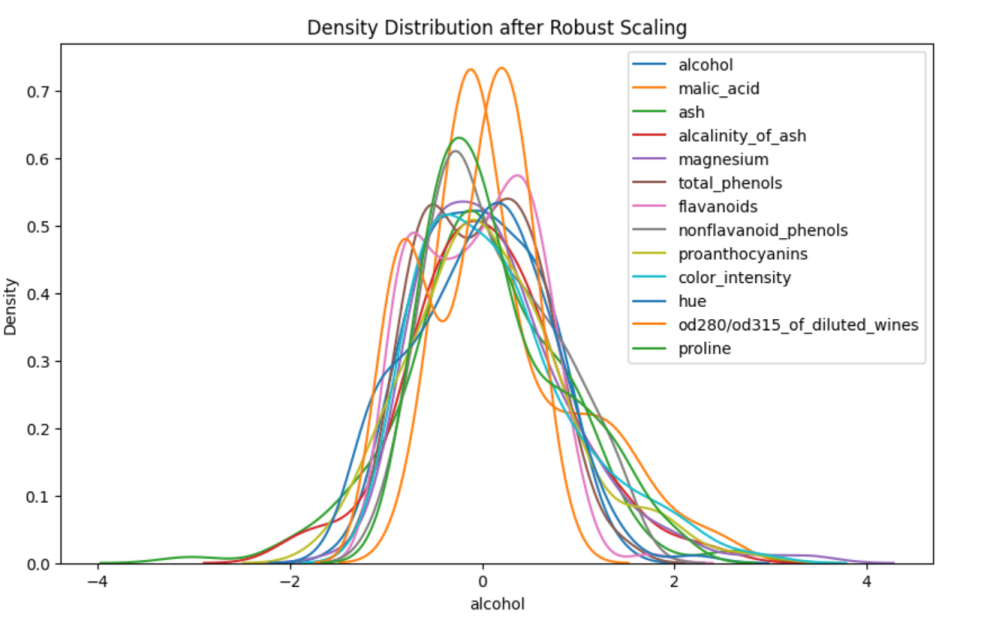 Density Distribution after Robust Scaling
Density
0.7
0.6
0.5
0.4
0.3
0.2
0.1
0.0
alcohol
malic_acid
ash
alcalinity_of_ash
magnesium
total_phenols
flavanoids
nonflavanoid_phenols
proanthocyanins
color_intensity
hue
od280/od315_of_diluted_wines
proline
−4 −2 0 2 4
alcohol